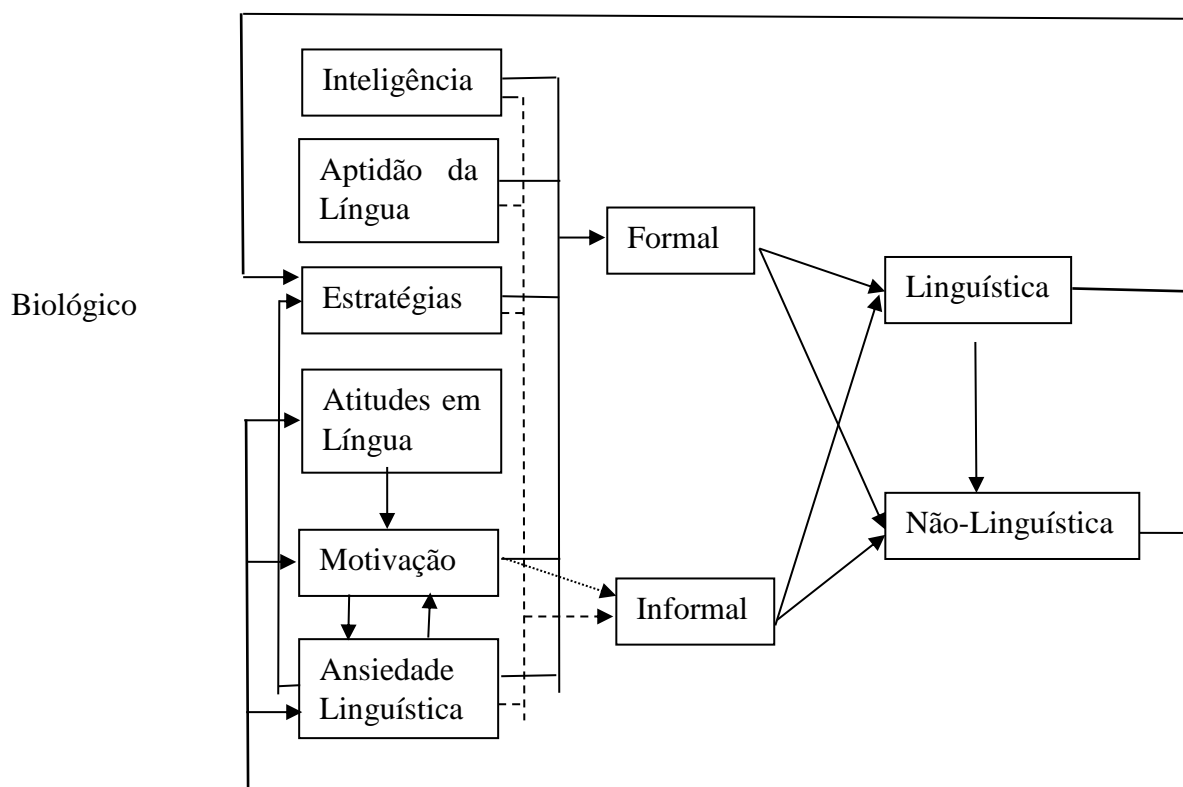 Inteligência
Aptidão da
Língua
Formal
Estratégias
Linguística
Biológico
Atitudes em
Língua
Não-Linguística
Motivação
Informal
Ansiedade
Linguística